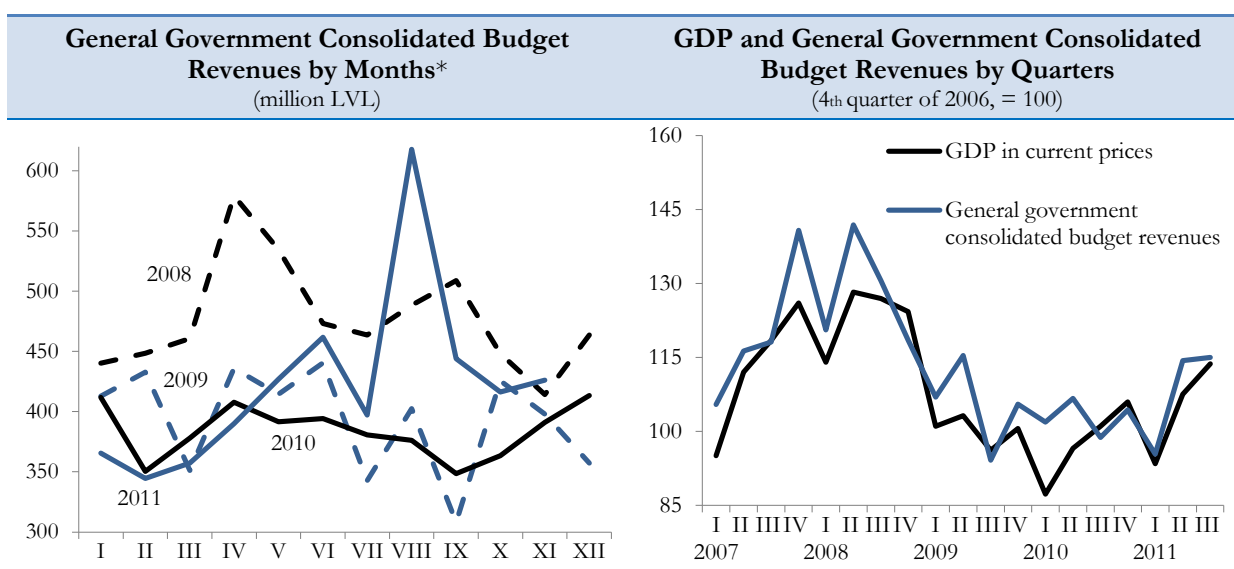 General Government Consolidated Budget
Revenues by Months*
(million LVL)
600
550
500
450
400
350
300
2008
2009
2010
2011
I II III IV V VI VII VIII IX X XI XII
GDP and General Government Consolidated
Budget Revenues by Quarters
(4th quarter of 2006, = 100)
160
145
130
115
100
85
GDP in current prices
General government
consolidated budget revenues
I II III IV I II III IV I II III IV I II III IV I II III
2007 2008 2009 2010 2011